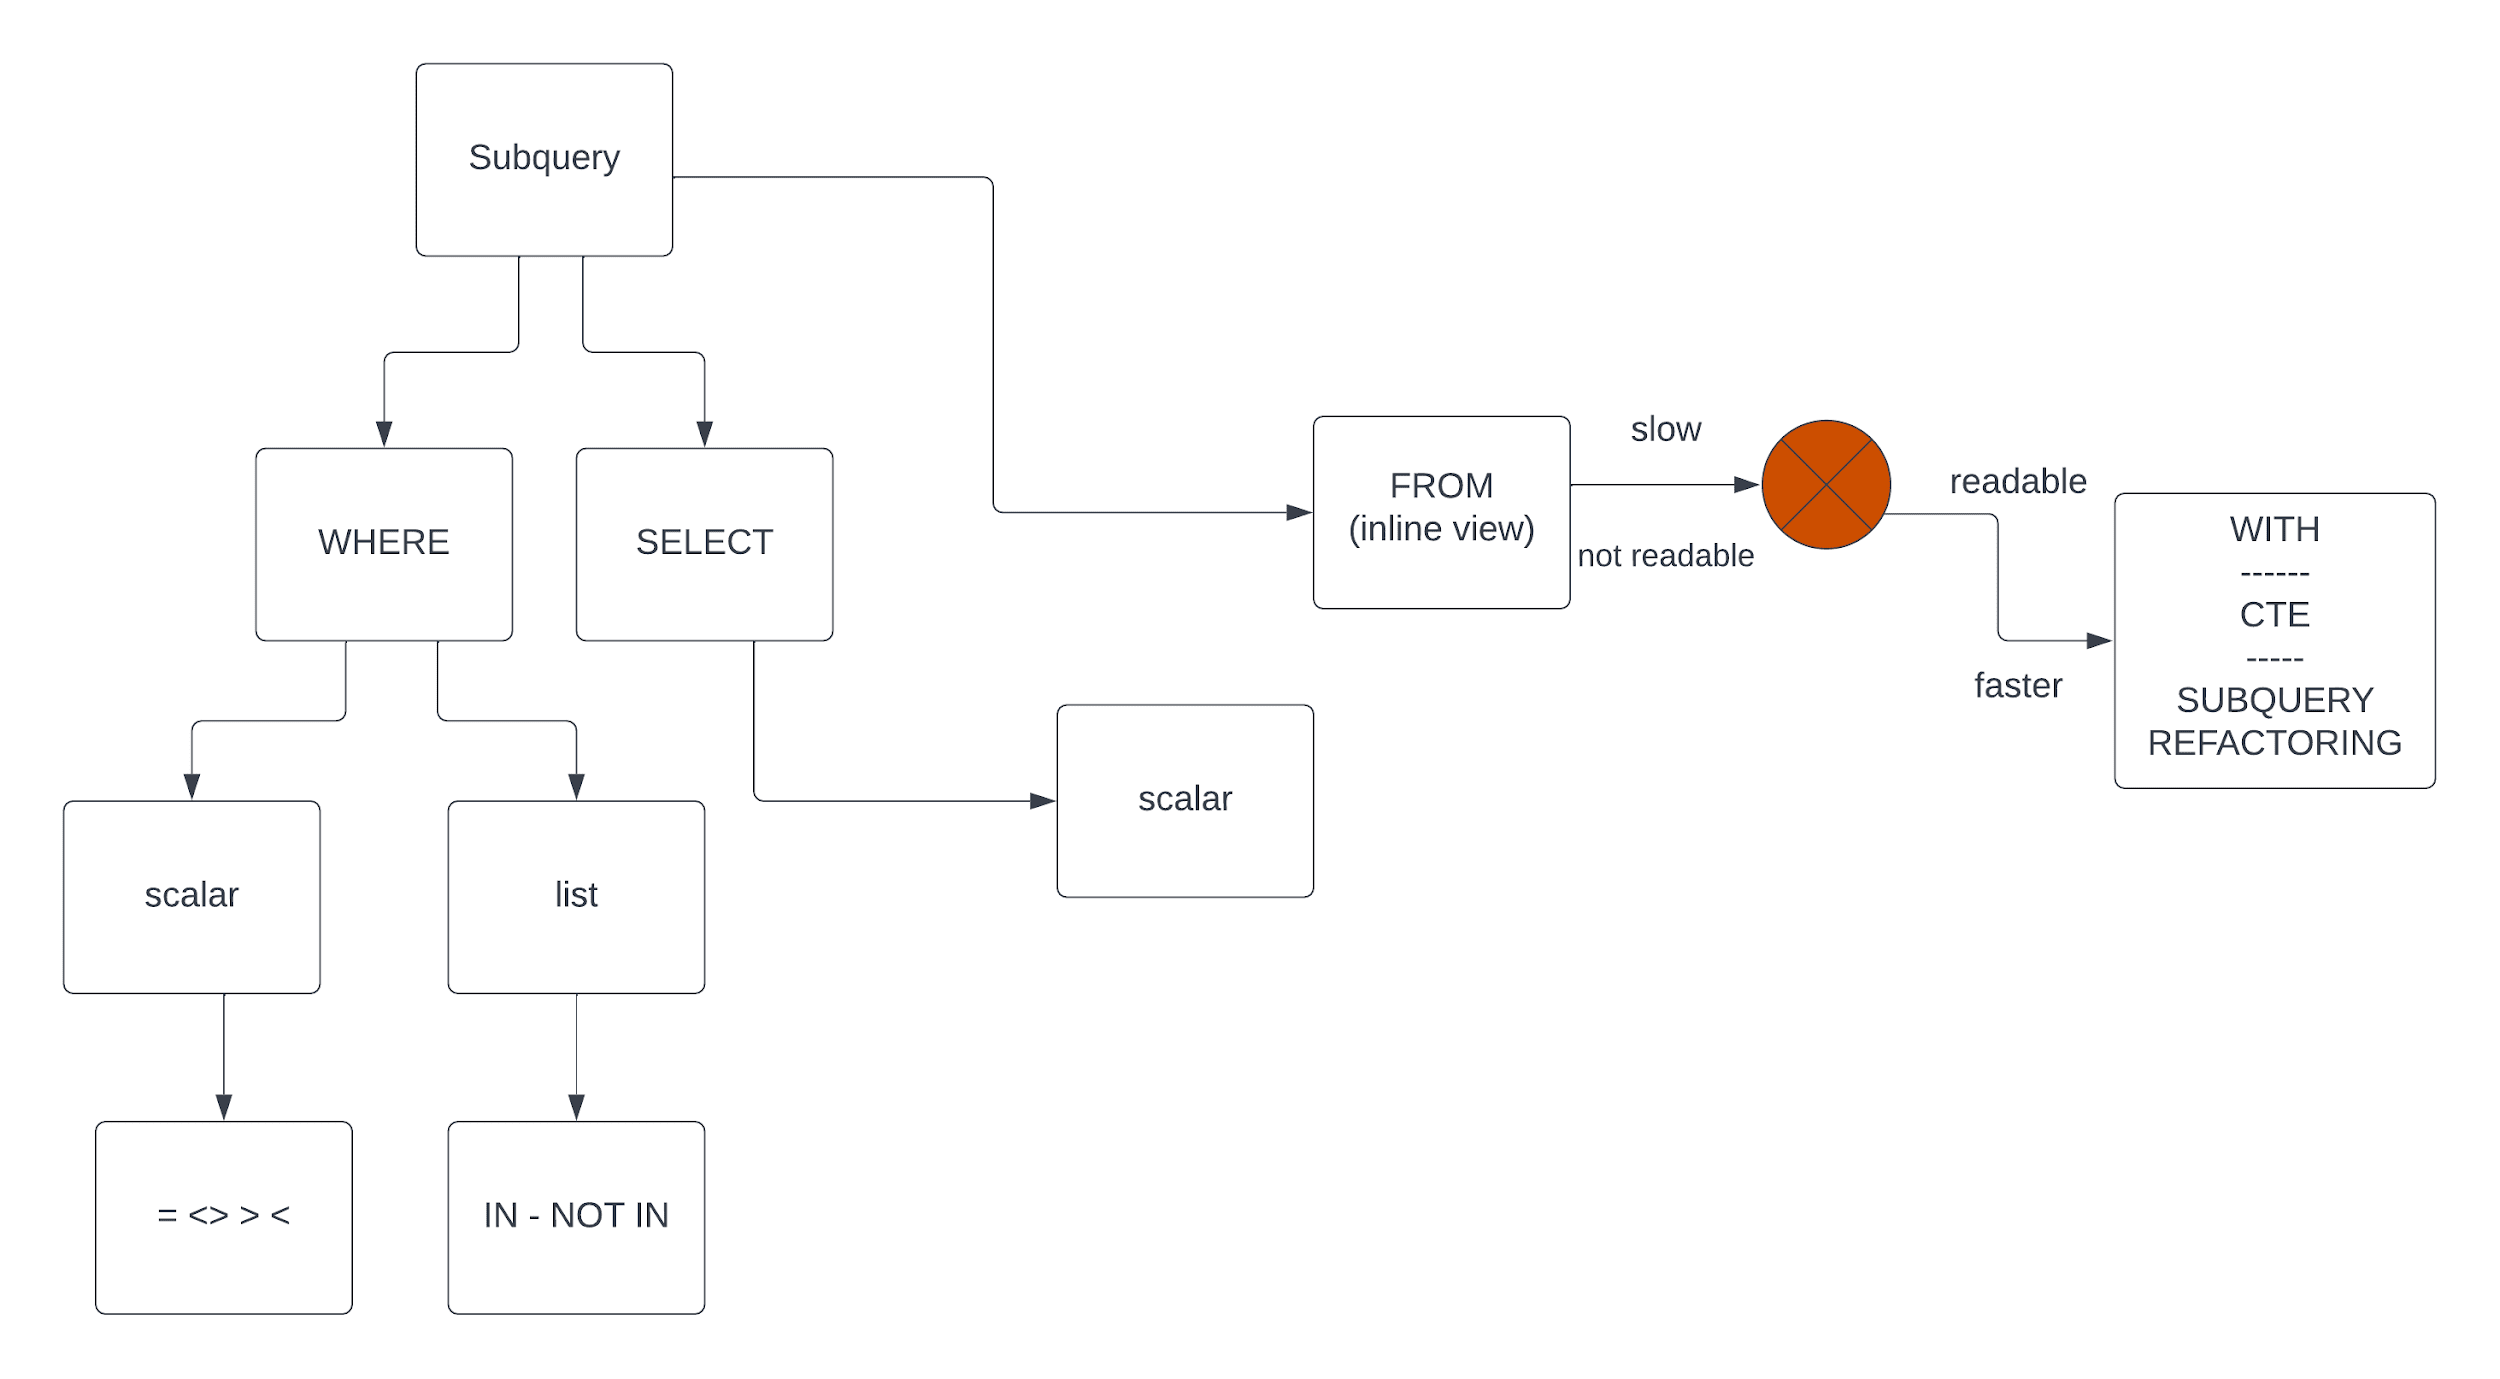 Subquery
WHERE
SELECT
FROM
(inline view)
slow
not readable
readable
faster
WITH
------
CTE
-----
SUBQUERY
REFACTORING
scalar
list
scalar
= <> > <
IN - NOT IN